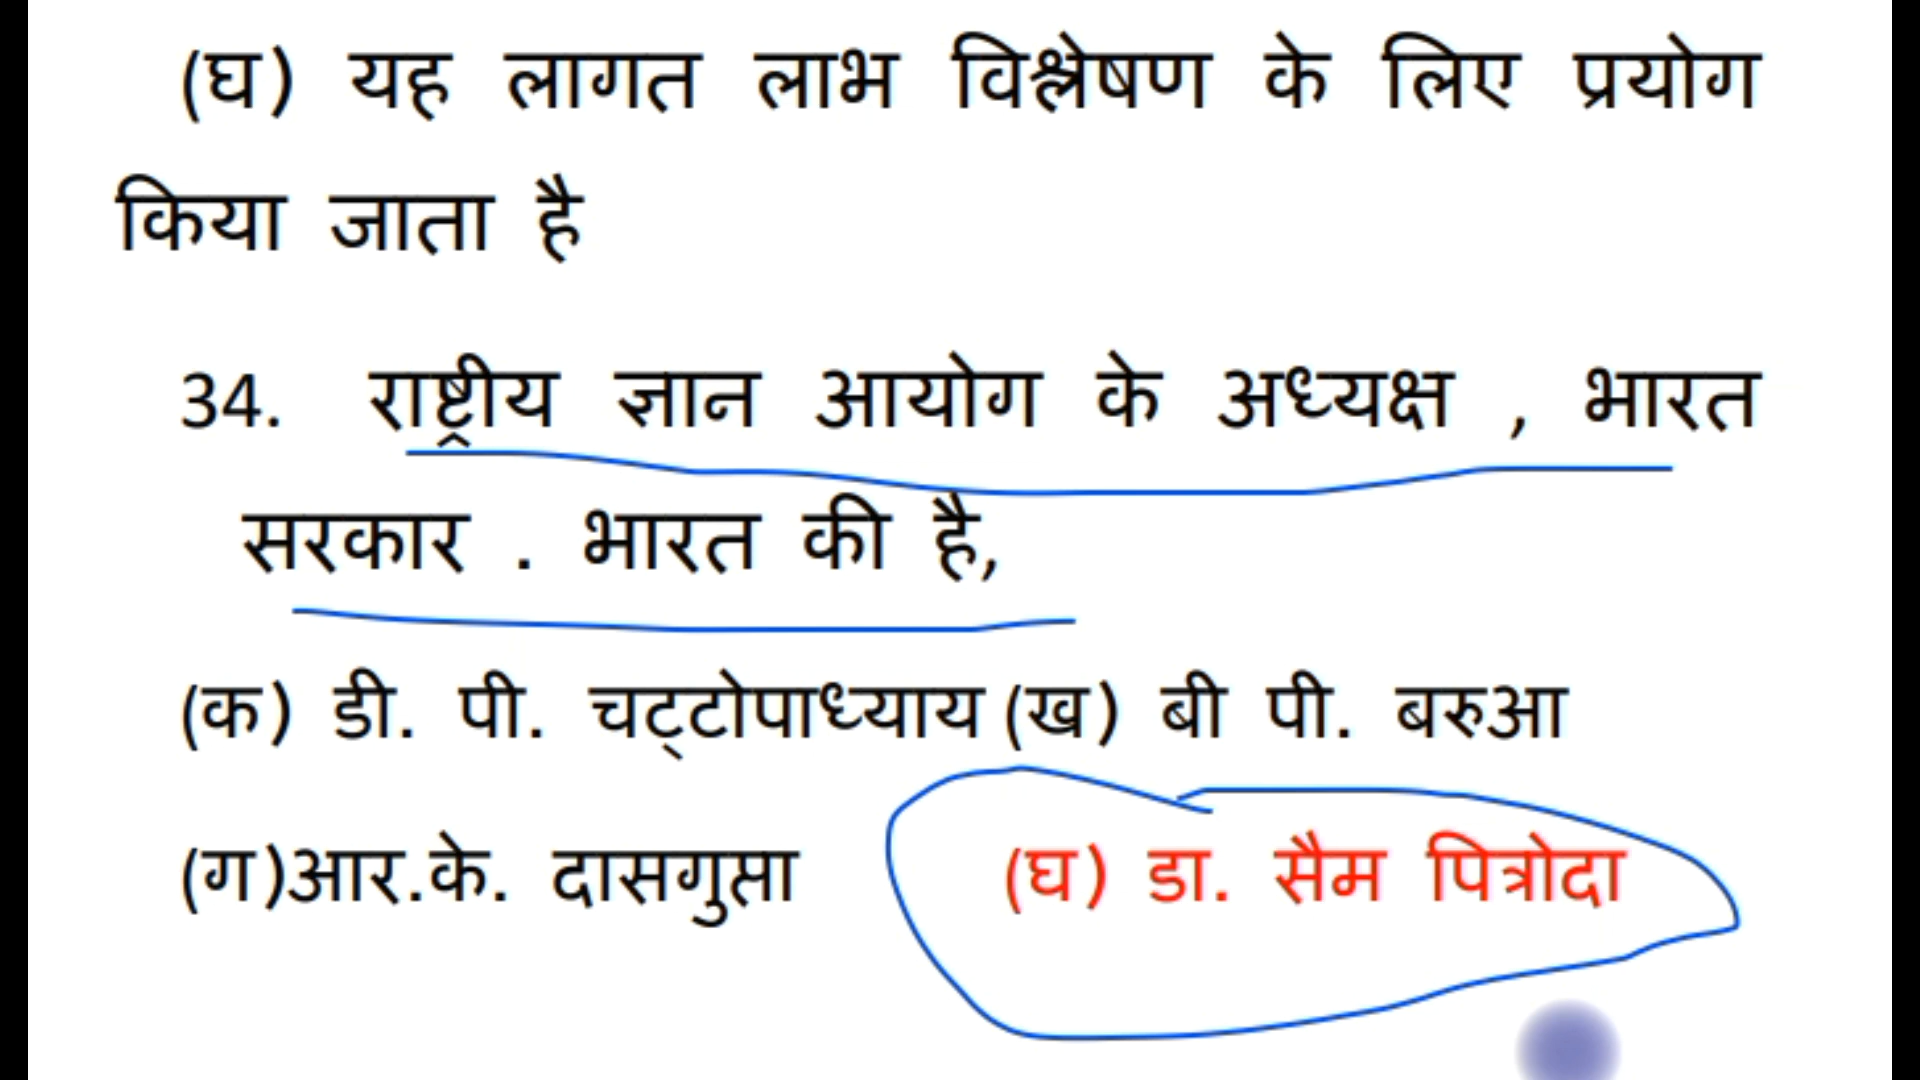 (घ) यह लागत लाभ विश्लेषण के लिए प्रयोग
किया जाता है
34. राष्ट्रीय ज्ञान आयोग के अध्यक्ष , भारत
सरकार . भारत की है,
(क) डी. पी. चट्टोपाध्याय (ख) बी पी. बरुआ
(ग)आर.के. दासगुप्ता (घ) डा. सैम पित्रोदा